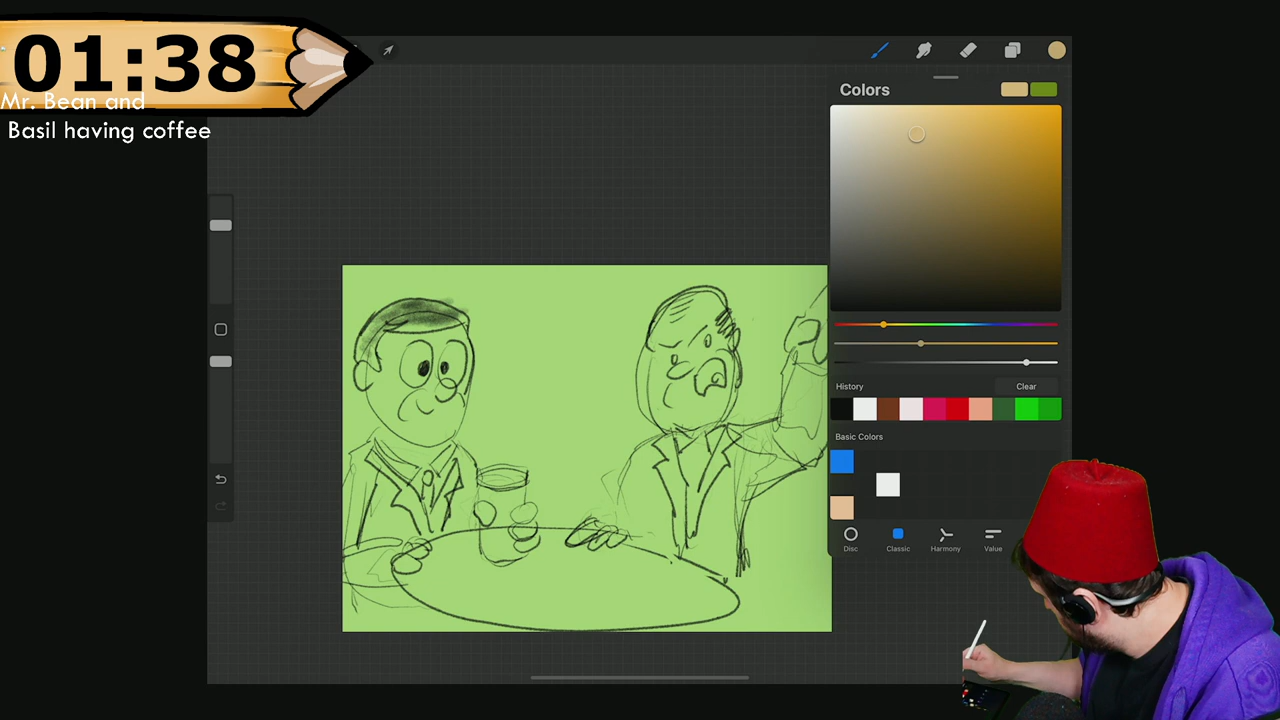 01:38
Mr. Bean and
Basil having coffee
Colors
History
Clear
Basic Colors
Disc
Classic
Harmony
Value